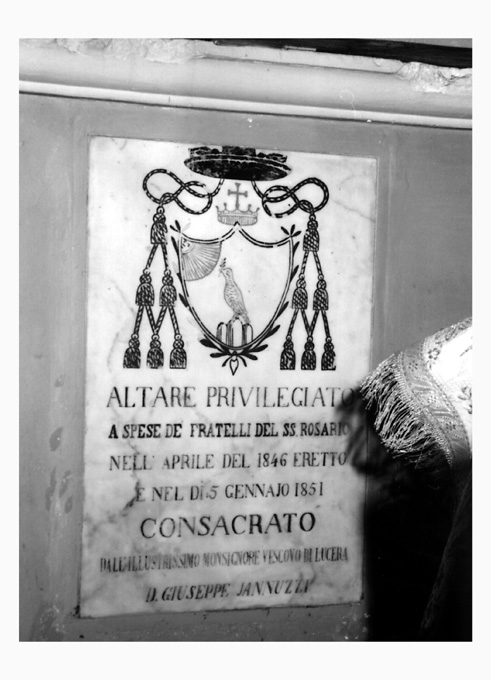 ALTARE PRIVILEGIATO
A SPESE DE' FRATELLI DEL SS. ROSARIO
NELL' APRILE DEL 1846 ERETTO
E NEL DÌ 5 GENNAJO 1851
CONSACRATO
DALL'ILLUSTRISSIMO MONSIGNORE VESCOVO DI LUCERA
D. GIUSEPPE JANNUZZI